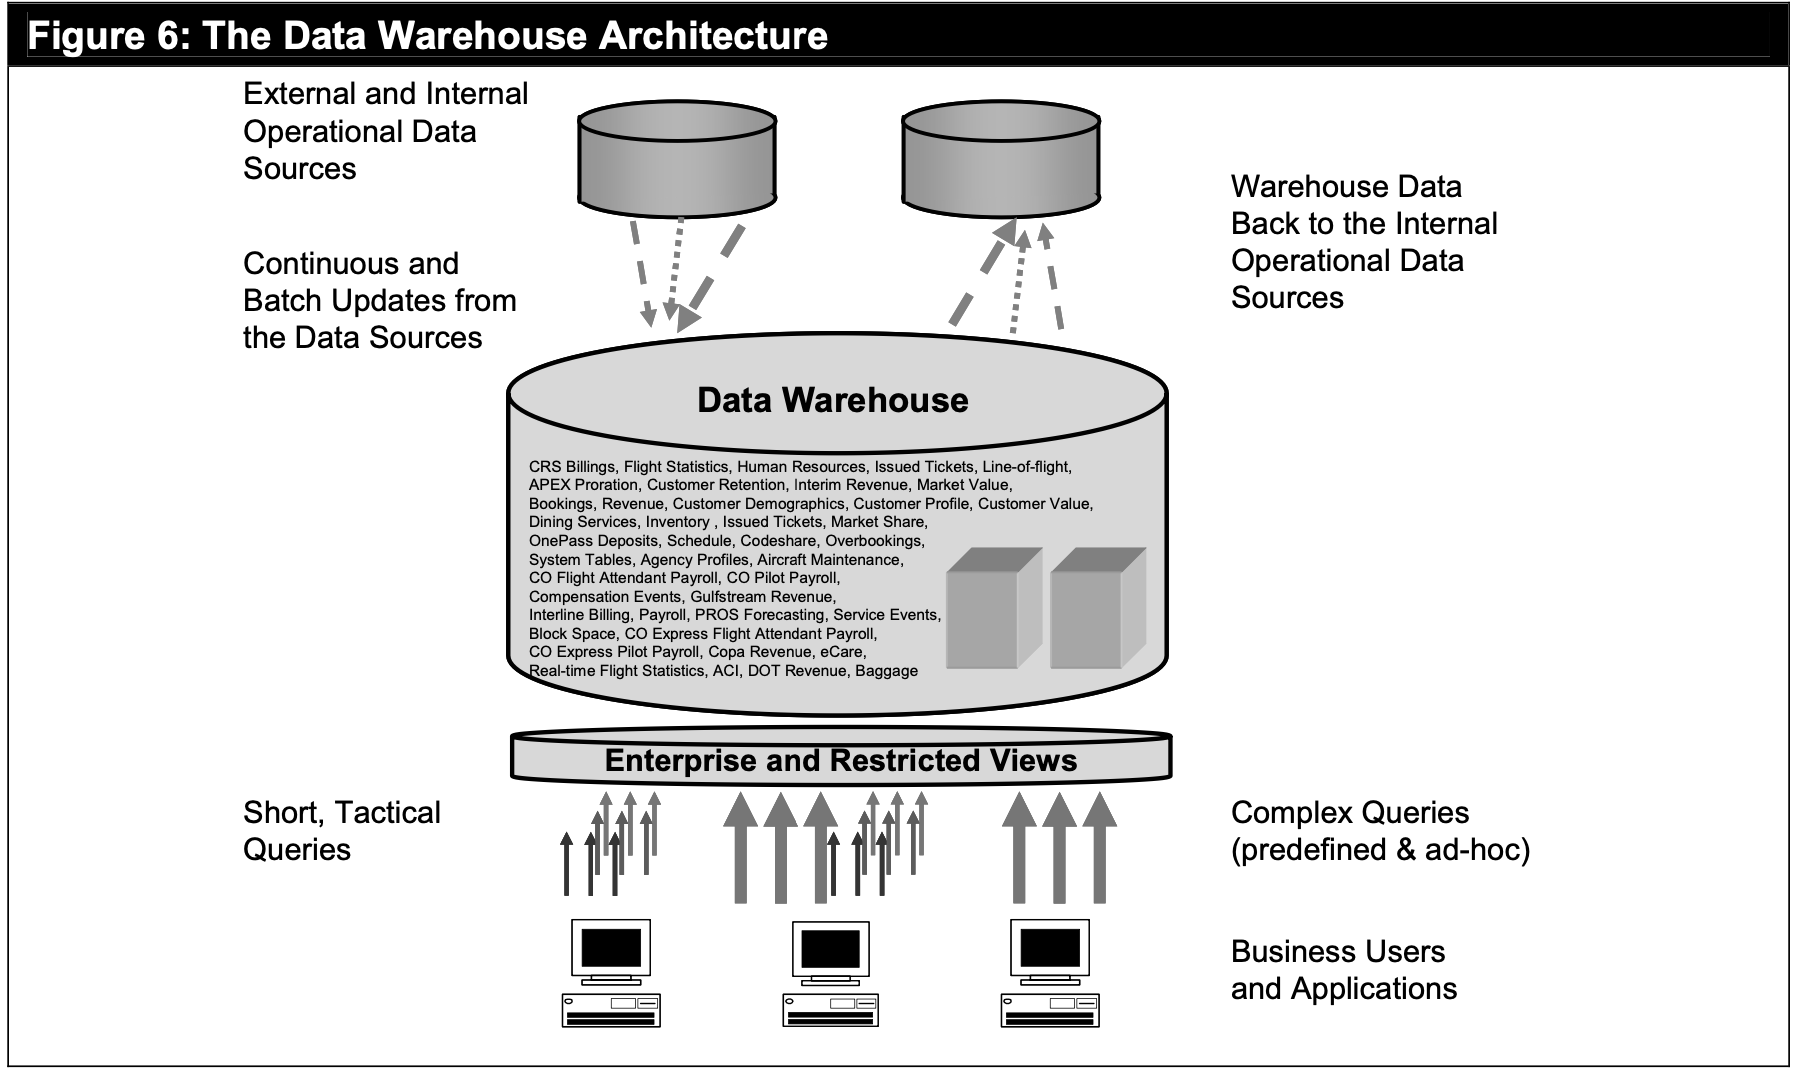 Figure 6: The Data Warehouse Architecture
External and Internal
Operational Data
Sources
Warehouse Data
Back to the Internal
Operational Data
Sources
Continuous and
Batch Updates from
the Data Sources
Data Warehouse
CRS Billings, Flight Statistics, Human Resources, Issued Tickets, Line-of-flight,
APEX Proration, Customer Retention, Interim Revenue, Market Value,
Bookings, Revenue, Customer Demographics, Customer Profile, Customer Value,
Dining Services, Inventory , Issued Tickets, Market Share,
OnePass Deposits, Schedule, Codeshare, Overbookings,
System Tables, Agency Profiles, Aircraft Maintenance,
CO Flight Attendant Payroll, CO Pilot Payroll,
Compensation Events, Gulfstream Revenue,
Interline Billing, Payroll, PROS Forecasting, Service Events,
Block Space, CO Express Flight Attendant Payroll,
CO Express Pilot Payroll, Copa Revenue, eCare,
Real-time Flight Statistics, ACI, DOT Revenue, Baggage
Enterprise and Restricted Views
Short, Tactical
Queries
Complex Queries
(predefined & ad-hoc)
Business Users
and Applications